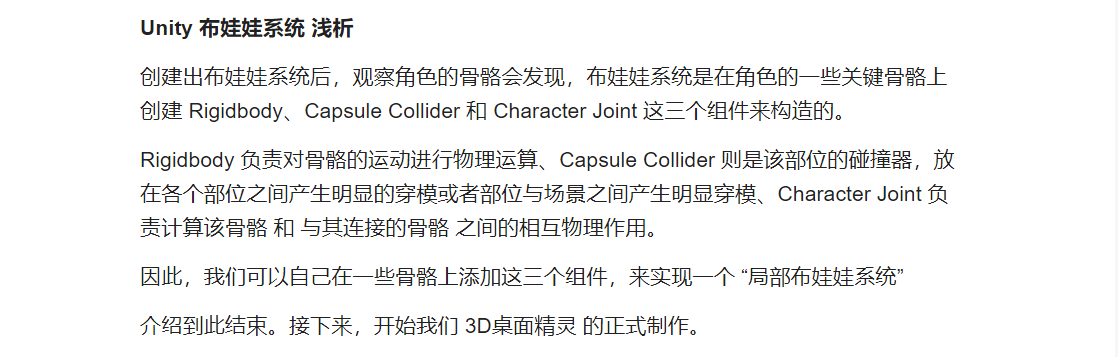 Unity 布娃娃系统 浅析
创建出布娃娃系统后，观察角色的骨骼会发现，布娃娃系统是在角色的一些关键骨骼上
创建 Rigidbody、Capsule Collider 和 Character Joint 这三个组件来构造的。
Rigidbody 负责对骨骼的运动进行物理运算、Capsule Collider 则是该部位的碰撞器，放
在各个部位之间产生明显的穿模或者部位与场景之间产生明显穿模、Character Joint 负
责计算该骨骼 和 与其连接的骨骼 之间的相互物理作用。
因此，我们可以自己在一些骨骼上添加这三个组件，来实现一个 “局部布娃娃系统”
介绍到此结束。接下来，开始我们 3D桌面精灵 的正式制作。